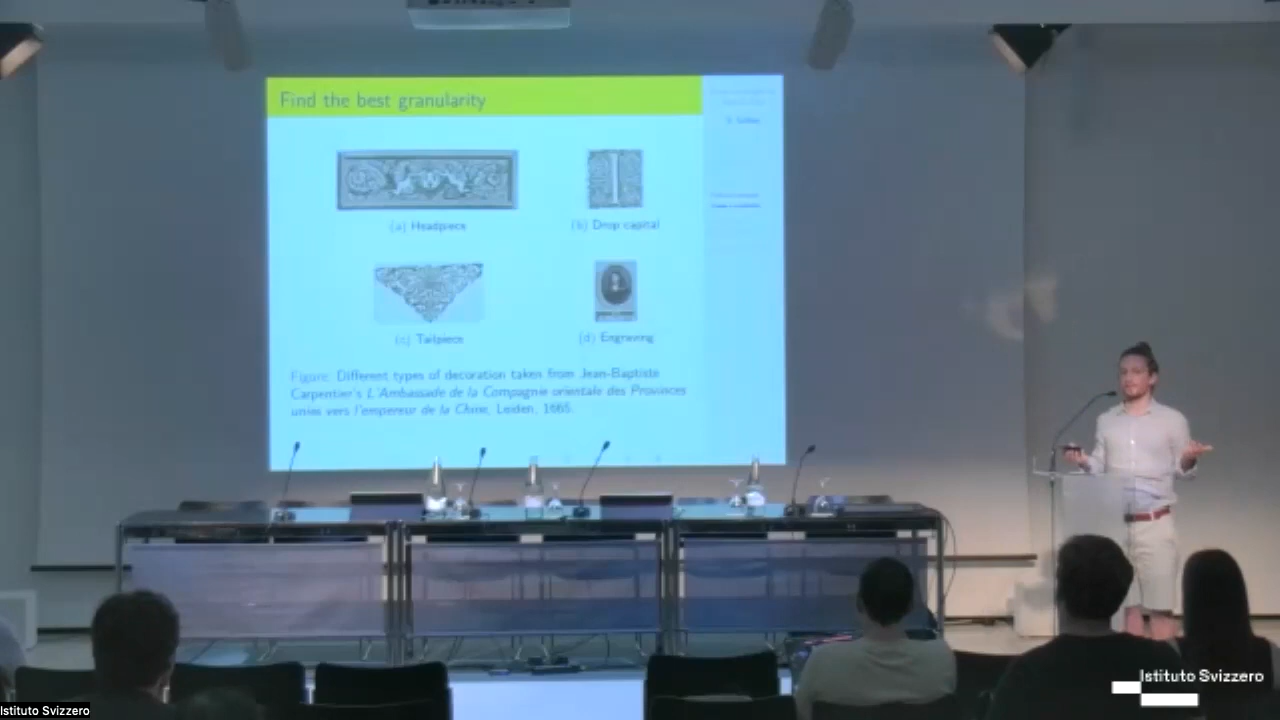 Find the best granularity
(a) Headpiece
(b) Drop capital
(c) Tailpiece
(d) Engraving
Figure: Different types of decoration taken from Jean-Baptiste
Carpentier's L'Ambassade de la Compagnie orientale des Provinces
unies vers l'empereur de la Chine, Leiden, 1665.
Istituto Svizzero
Istituto Svizzero